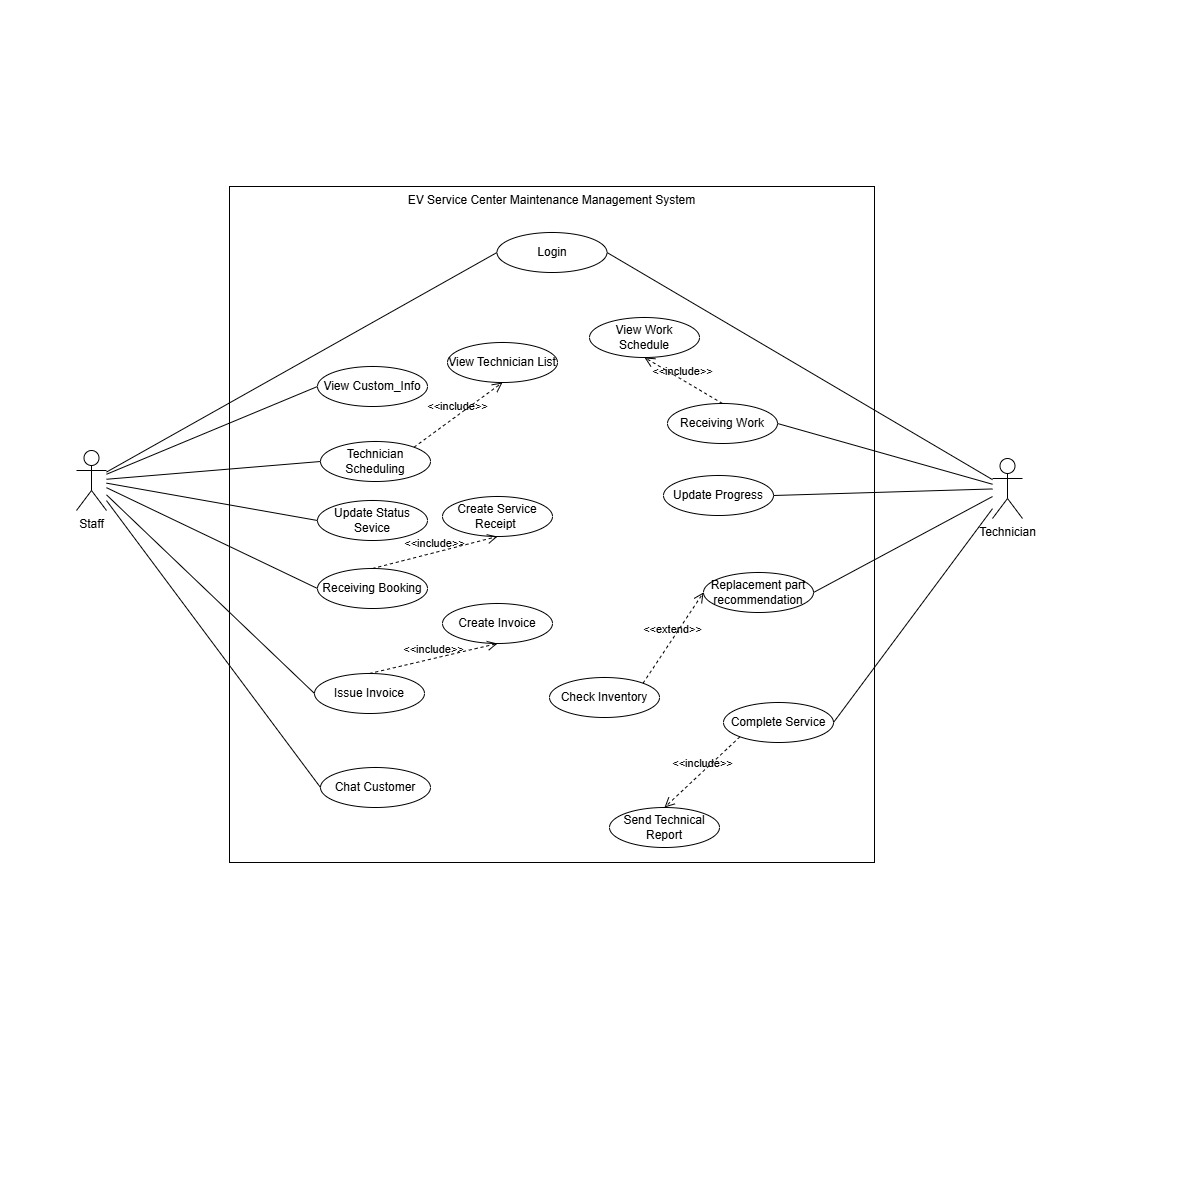 EV Service Center Maintenance Management System
Login
View Work
Schedule
View Technician List
<<include>>
View Custom_Info
<<include>>
Receiving Work
Technician
Scheduling
Update Progress
Staff
Technician
Update Status
Sevice
Create Service
Receipt
<<include>>
Receiving Booking
Replacement part
recommendation
Create Invoice
<<extend>>
<<include>>
Issue Invoice
Check Inventory
Complete Service
<<include>>
Chat Customer
Send Technical
Report